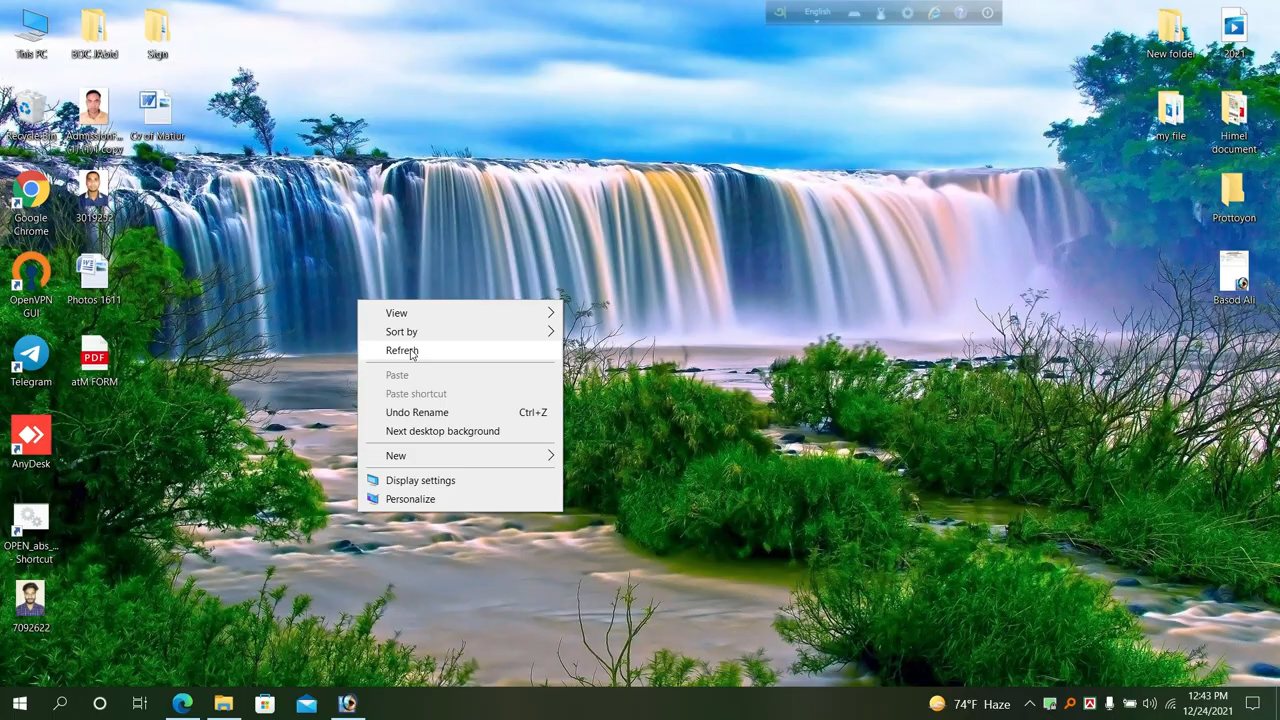 English
This PC
BDC JAbid
Sign
Recycle Bin
Cv of Matiur
Google
Chrome
3019252
OpenVPN
GUI
Photos 1611
Telegram
atM FORM
PDF
AnyDesk
OPEN_abs_...
- Shortcut
7092622
View
Sort by
Refresh
Paste
Paste shortcut
Undo Rename Ctrl+Z
Next desktop background
New
Display settings
Personalize
New folder
2021
my file
Himel
document
Prottoyon
Basod Ali
74°F Haze
12:43 PM
12/24/2021